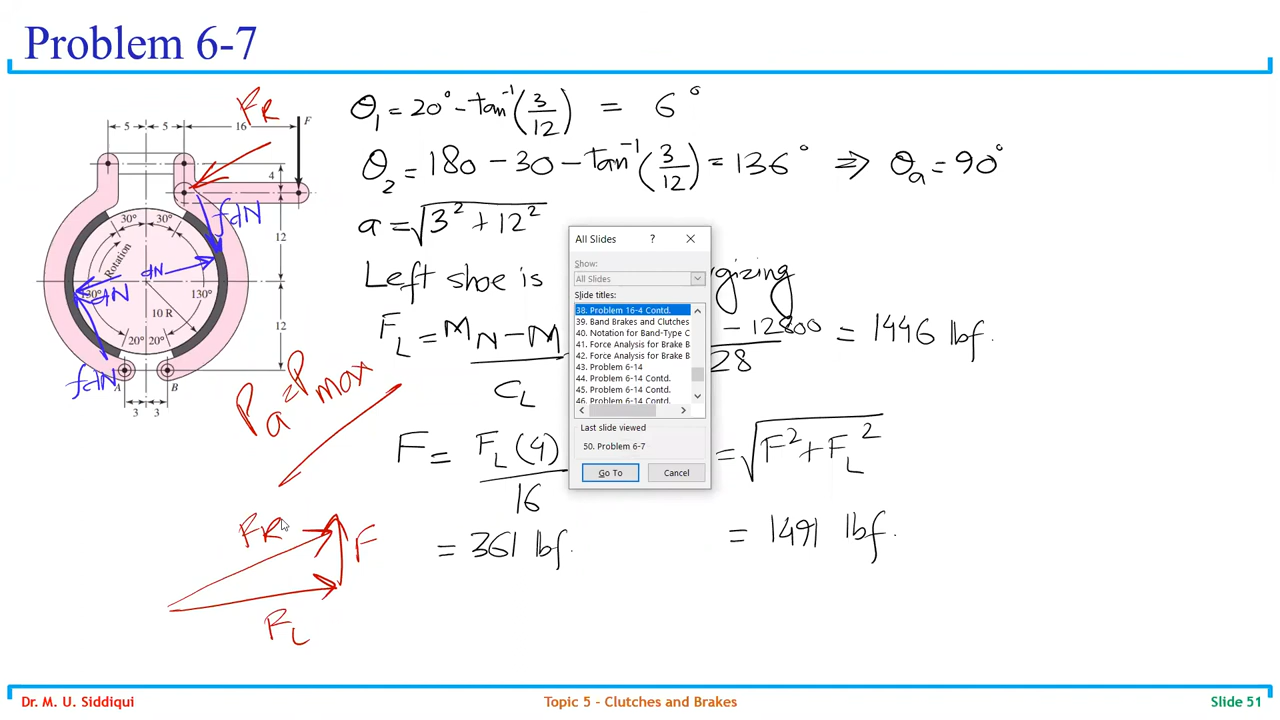 Problem 6-7
FR
5 5 16 F
4
30° 30°
fdN
12
Rotation
dN
dN
130° 130°
10 R
12
20° 20°
fdN
A B
3 3
Pa = Pmax
FR
F
FL
θ1 = 20° - tan⁻¹(3/12) = 6°
θ2 = 180 - 30 - tan⁻¹(3/12) = 136° ⇒ θa = 90°
a = √3² + 12²
Left shoe is gizing
FL = MN - M - 12800 = 1446 lbf.
CL 28
F = FL (4) = √F² + FL²
16
= 361 lbf. = 1491 lbf.
All Slides ?
Show:
All Slides
Slide titles:
38. Problem 16-4 Contd.
39. Band Brakes and Clutches
40. Notation for Band-Type C
41. Force Analysis for Brake B
42. Force Analysis for Brake B
43. Problem 6-14
44. Problem 6-14 Contd.
45. Problem 6-14 Contd.
46. Problem 6-14 Contd.
Last slide viewed
50. Problem 6-7
Go To Cancel
Dr. M. U. Siddiqui Topic 5 - Clutches and Brakes Slide 51